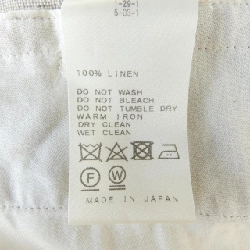 100% LINEN
DO NOT WASH
DO NOT BLEACH
DO NOT TUMBLE DRY
WARM IRON
DRY CLEAN
WET CLEAN
F W
MADE IN JAPAN